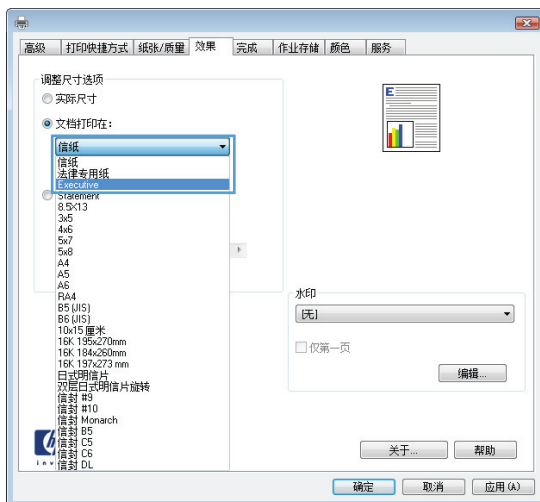 高级 打印快捷方式 纸张/质量 效果 完成 作业存储 颜色 服务
调整尺寸选项
实际尺寸
文档打印在：
信纸
信纸
法律专用纸
Executive
Statement
8.5×13
3x5
4x6
5x7
5x8
A4
A5
A6
RA4
B5 (JIS)
B6 (JIS)
10x15 厘米
16K 195x270mm
16K 184x260mm
16K 197x273 mm
日式明信片
双层日式明信片旋转
信封 #9
信封 #10
信封 Monarch
信封 B5
信封 C5
信封 C6
信封 DL
E
水印
[无]
仅第一页
编辑...
inv
关于...
帮助
确定 取消 应用 (A)